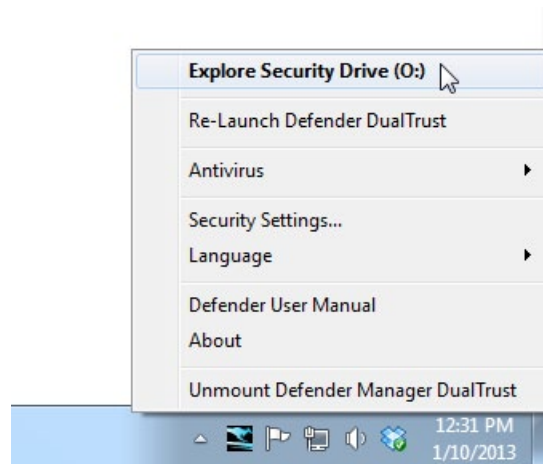 Explore Security Drive (O:)
Re-Launch Defender DualTrust
Antivirus
Security Settings...
Language
Defender User Manual
About
Unmount Defender Manager DualTrust
12:31 PM
1/10/2013